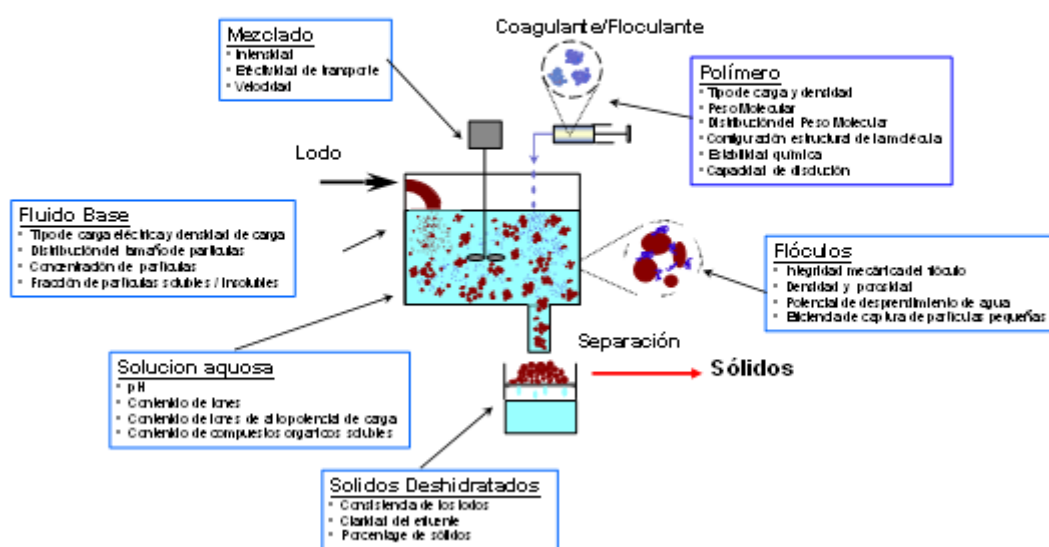 Mezclado
Intensidad
Efectividad de transporte
Velocidad
Coagulante/Floculante
Polímero
Tipo de carga y densidad
Peso Molecular
Distribución del Peso Molecular
Configuración estructural de la molécula
Estabilidad química
Capacidad de disolución
Lodo
Fluido Base
Tipo de carga eléctrica y densidad de carga
Distribución del tamaño de partículas
Concentración de partículas
Fracción de partículas solubles / insolubles
Flóculos
Integridad mecánica del flóculo
Densidad y porosidad
Potencial de desprendimiento de agua
Eficiencia de captura de partículas pequeñas
Separación
Sólidos
Solucion aquosa
pH
Contenido de iones
Contenido de iones de alto potencial de carga
Contenido de compuestos organicos solubles
Solidos Deshidratados
Consistencia de los lodos
Claridad del efluente
Porcentage de sólidos